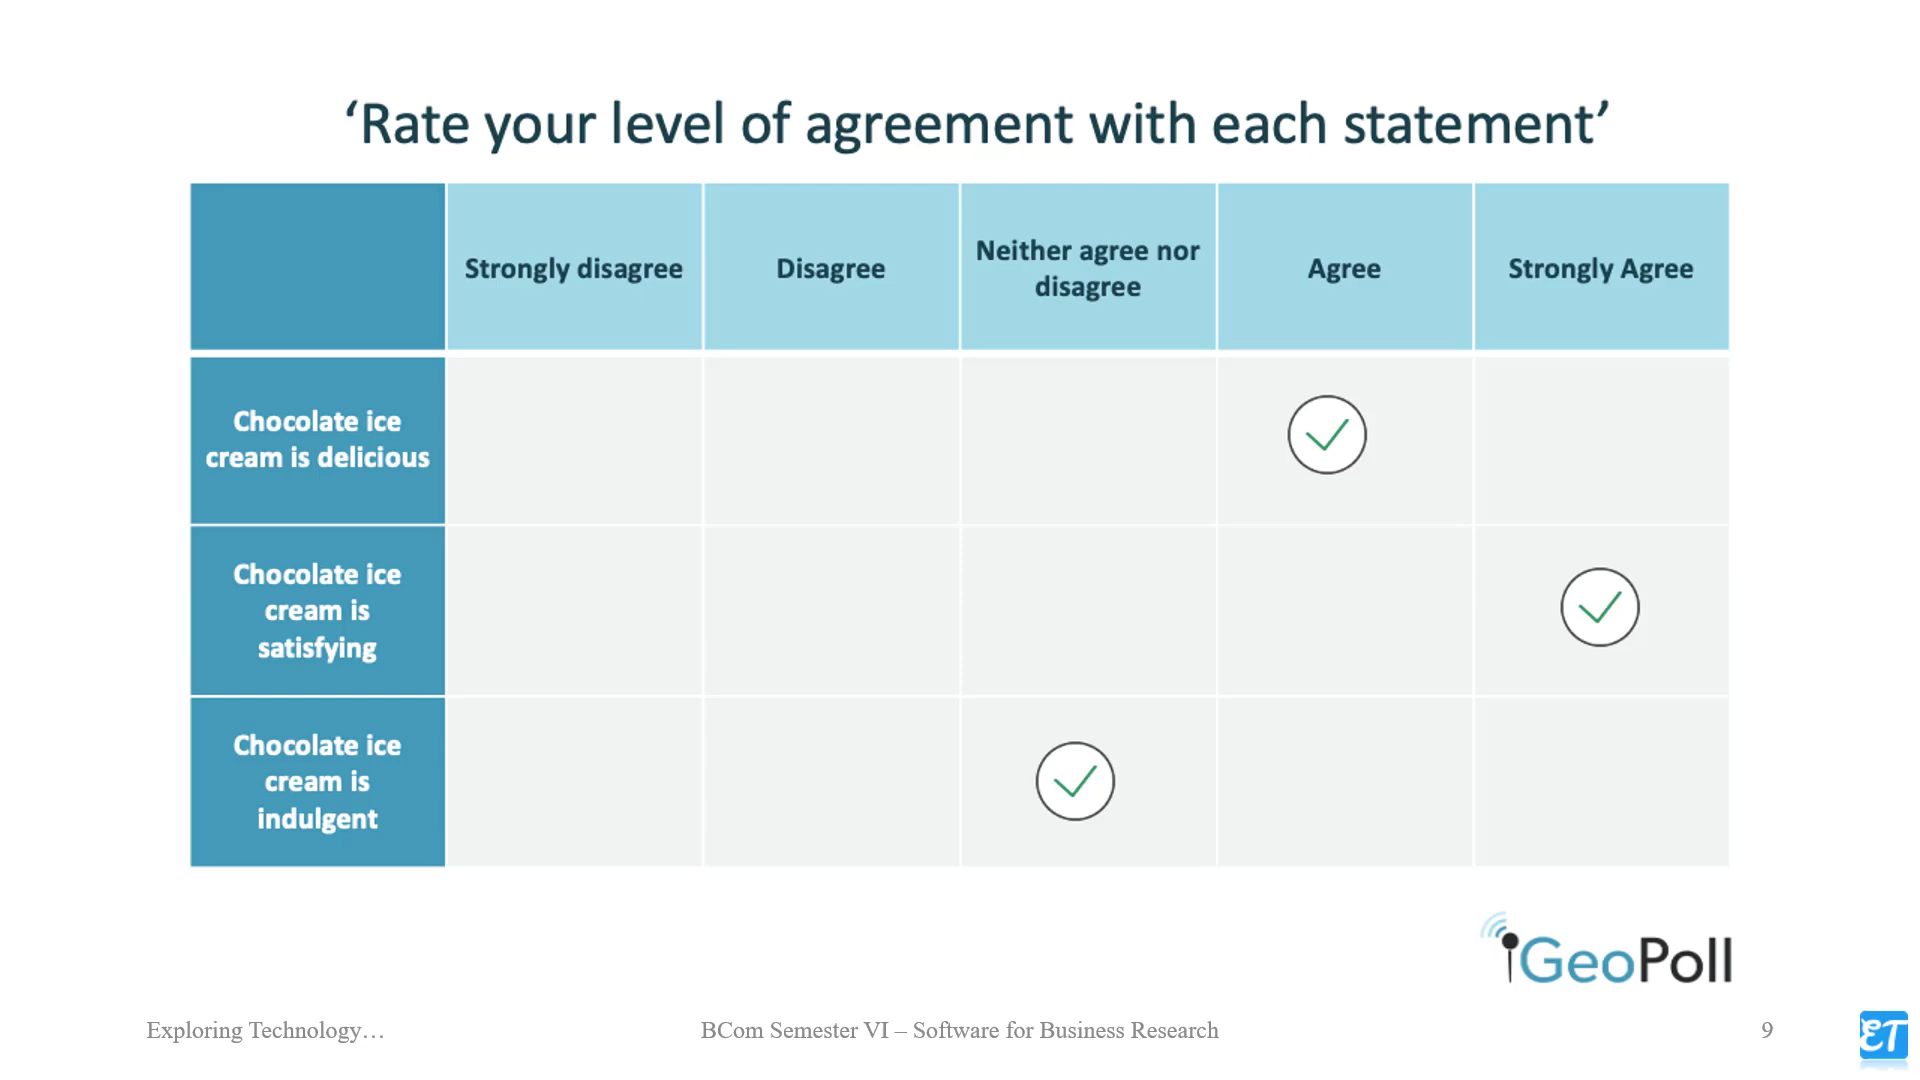 ‘Rate your level of agreement with each statement’
Strongly disagree
Disagree
Neither agree nor
disagree
Agree
Strongly Agree
Chocolate ice
cream is delicious
Chocolate ice
cream is
satisfying
Chocolate ice
cream is
indulgent
GeoPoll
Exploring Technology…
BCom Semester VI – Software for Business Research
9
ET